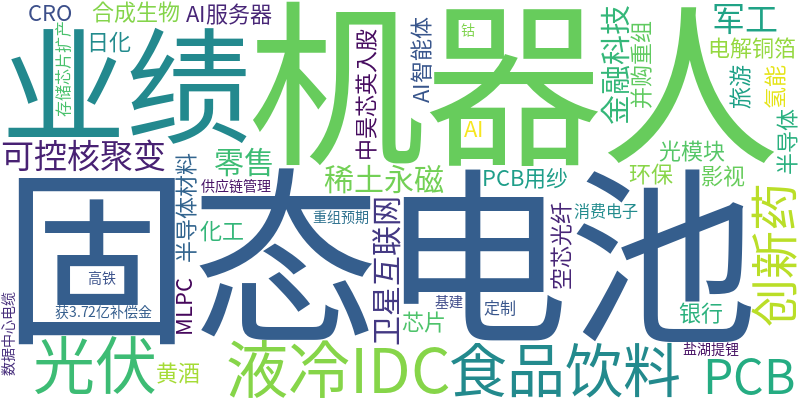 CRO
合成生物
AI服务器
日化
存储芯片扩产
业绩
机器人
中昊芯英入股
AI智能体
钴
AI
金融科技
并购重组
军工
电解铜箔
旅游
氢能
半导体
可控核聚变
零售
稀土永磁
PCB用纱
光模块
环保
影视
半导体材料
供应链管理
固态电池
重组预期
消费电子
化工
高铁
获3.72亿补偿金
卫星互联网
空芯光纤
创新药
MLPC
基建
定制
芯片
银行
数据中心电缆
光伏
黄酒
液冷IDC
食品饮料
盐湖提锂
PCB